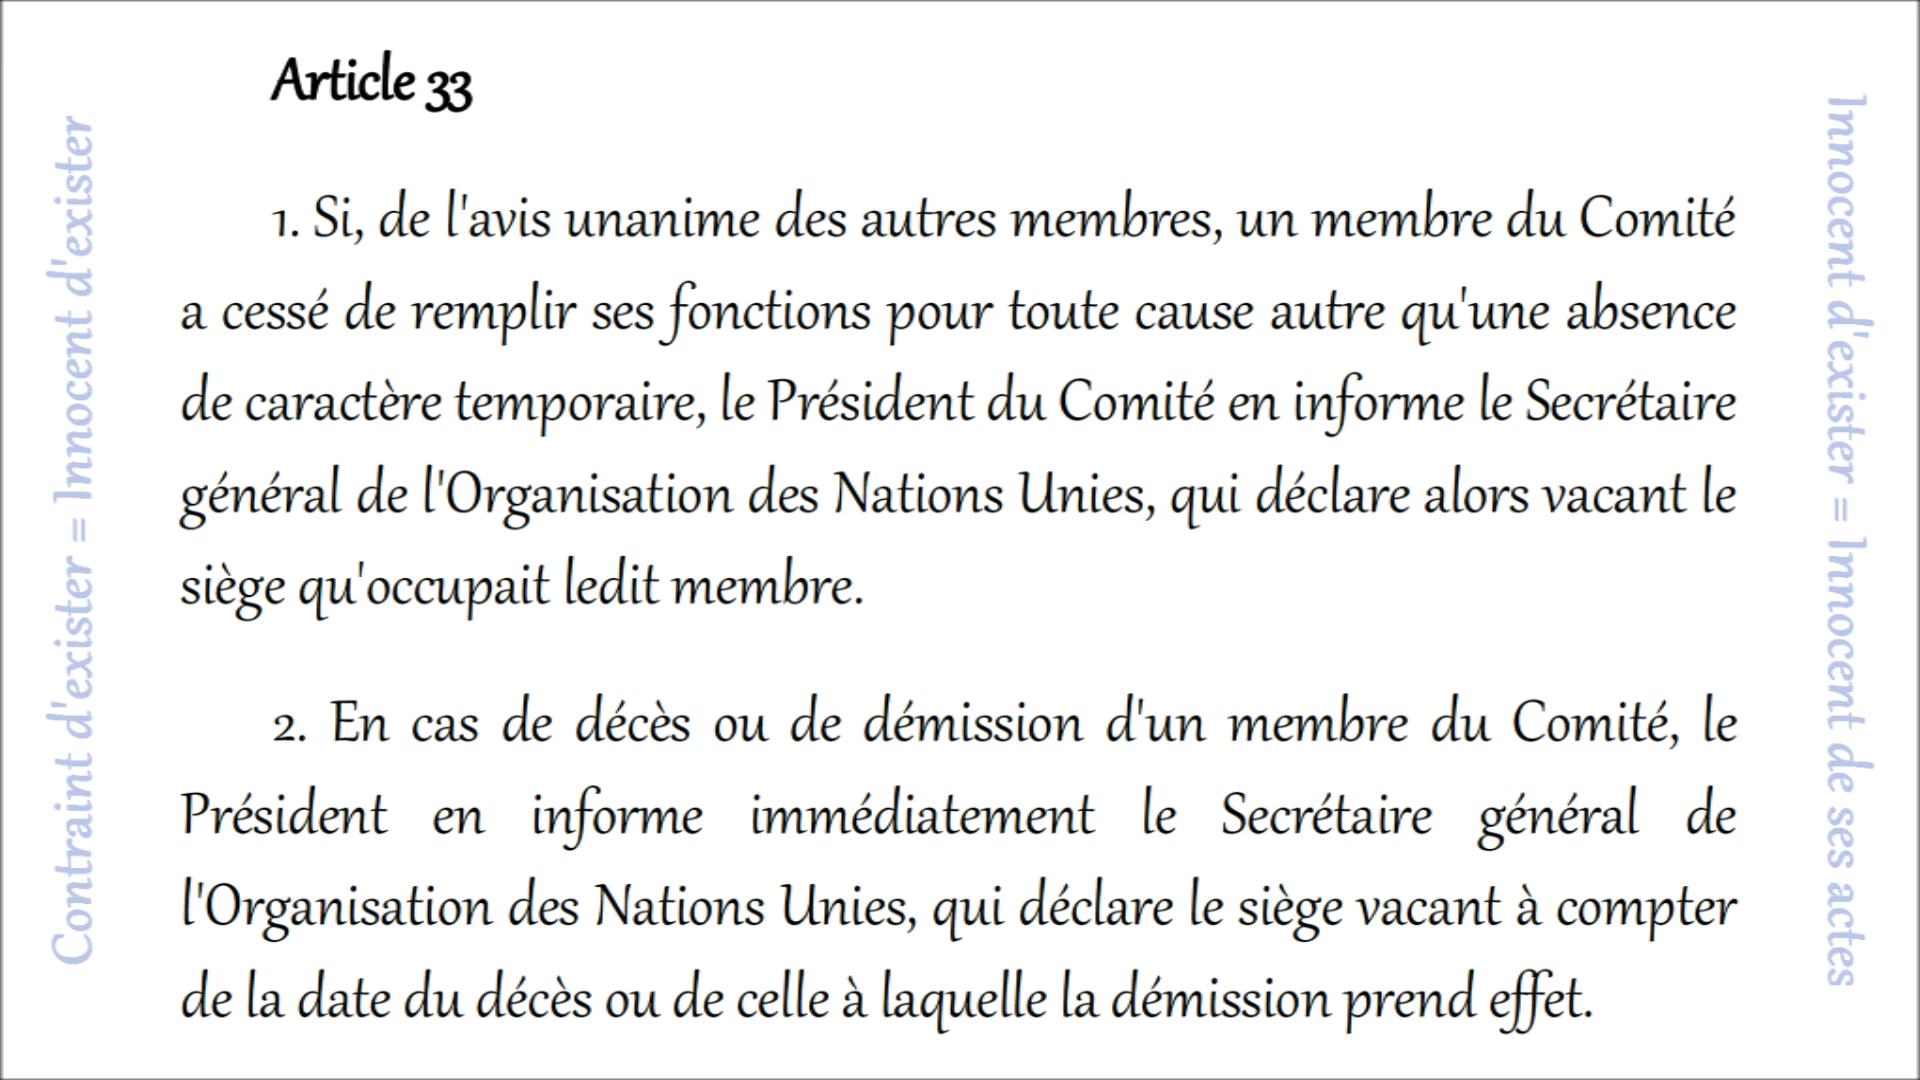 Article 33
1. Si, de l'avis unanime des autres membres, un membre du Comité
a cessé de remplir ses fonctions pour toute cause autre qu'une absence
de caractère temporaire, le Président du Comité en informe le Secrétaire
général de l'Organisation des Nations Unies, qui déclare alors vacant le
siège qu'occupait ledit membre.
2. En cas de décès ou de démission d'un membre du Comité, le
Président en informe immédiatement le Secrétaire général de
l'Organisation des Nations Unies, qui déclare le siège vacant à compter
de la date du décès ou de celle à laquelle la démission prend effet.
Contraint d'exister = Innocent d'exister
Innocent d'exister = Innocent de ses actes